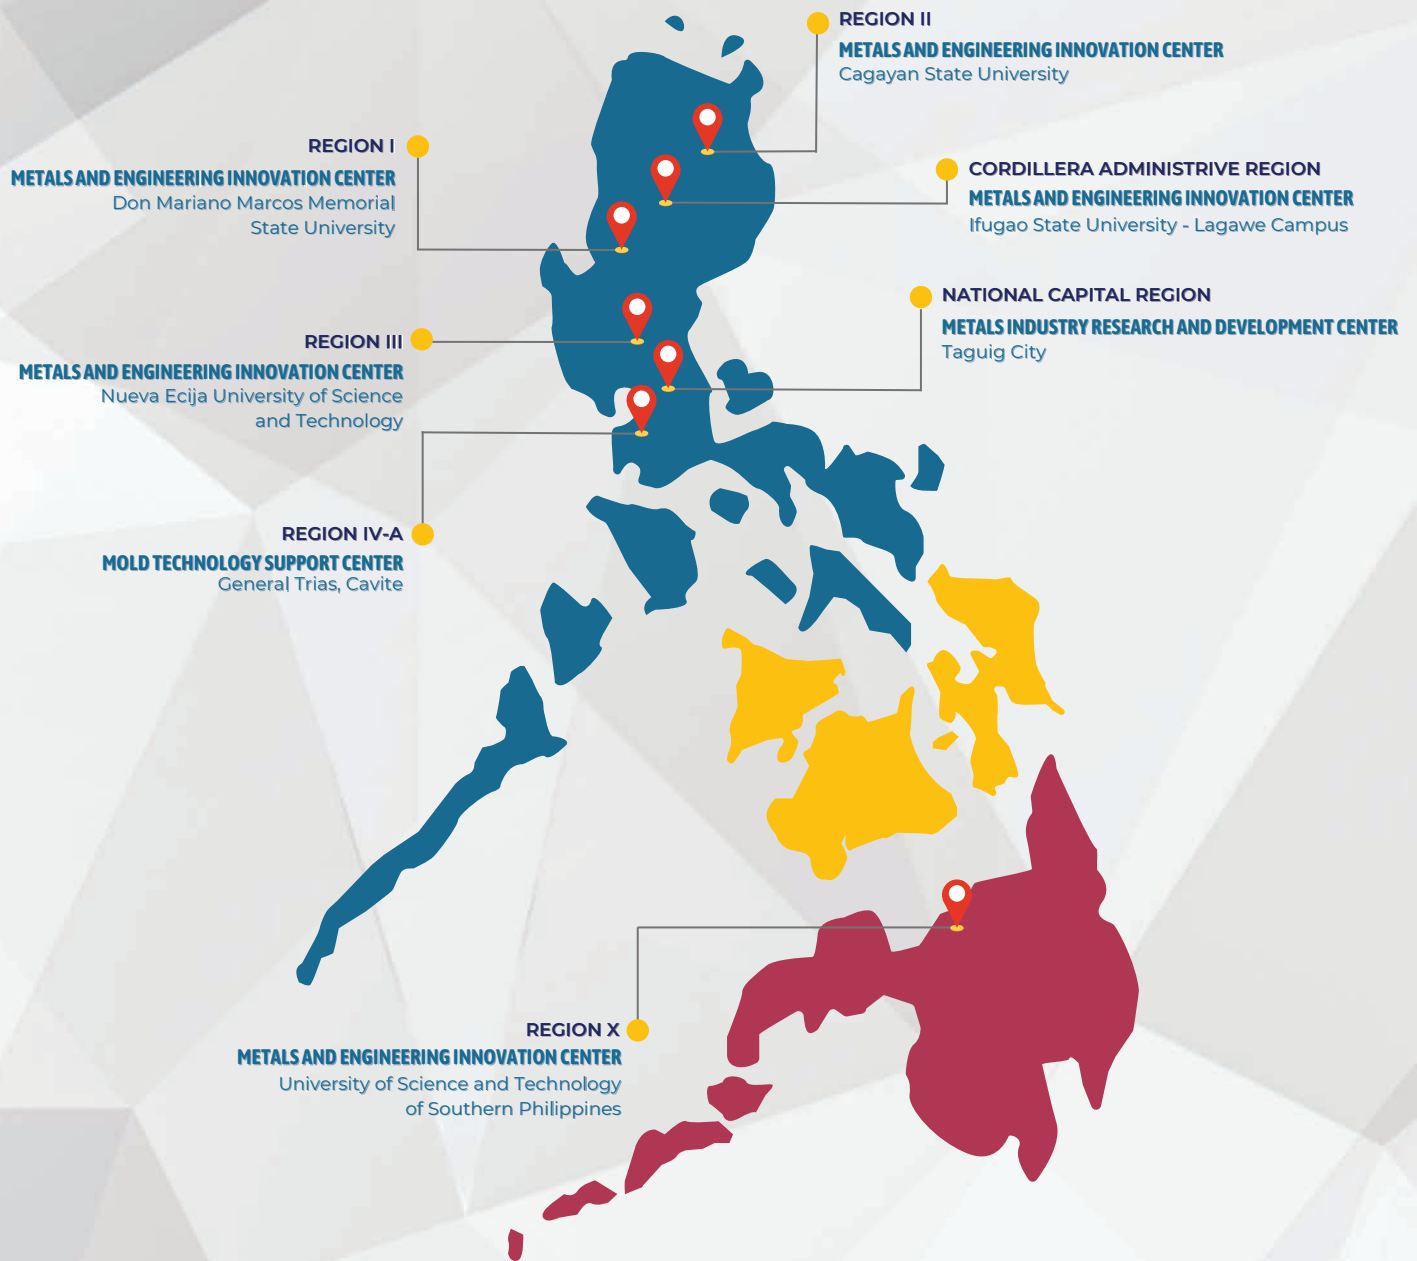 REGION II
METALS AND ENGINEERING INNOVATION CENTER
Cagayan State University
REGION I
METALS AND ENGINEERING INNOVATION CENTER
Don Mariano Marcos Memorial
State University
CORDILLERA ADMINISTRIVE REGION
METALS AND ENGINEERING INNOVATION CENTER
Ifugao State University - Lagawe Campus
NATIONAL CAPITAL REGION
METALS INDUSTRY RESEARCH AND DEVELOPMENT CENTER
Taguig City
REGION III
METALS AND ENGINEERING INNOVATION CENTER
Nueva Ecija University of Science
and Technology
REGION IV-A
MOLD TECHNOLOGY SUPPORT CENTER
General Trias, Cavite
REGION X
METALS AND ENGINEERING INNOVATION CENTER
University of Science and Technology
of Southern Philippines